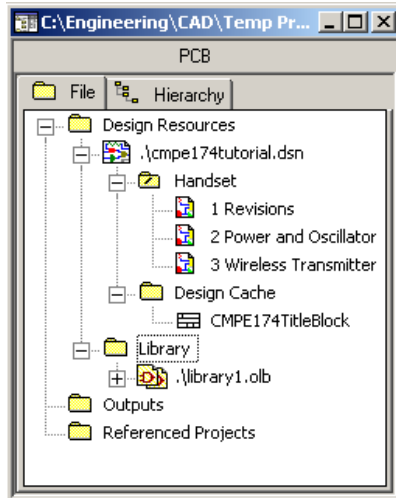 C:\Engineering\CAD\Temp Pr...
PCB
File Hierarchy
Design Resources
.\cmpe174tutorial.dsn
Handset
1 Revisions
2 Power and Oscillator
3 Wireless Transmitter
Design Cache
CMPE174TitleBlock
Library
.\library1.olb
Outputs
Referenced Projects